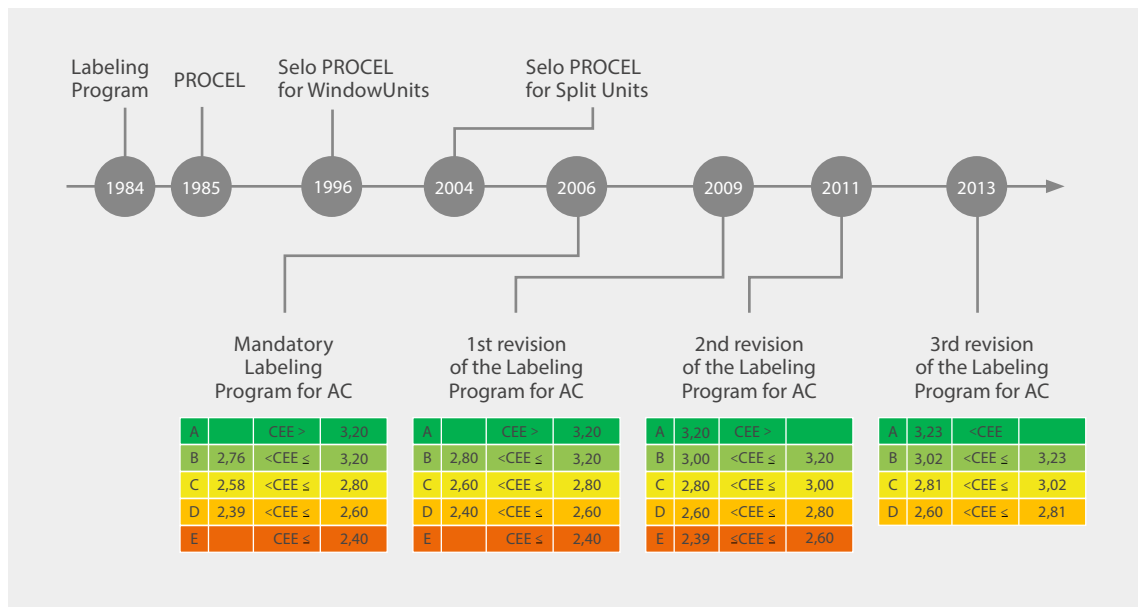 Labeling
Program
PROCEL
Selo PROCEL
for WindowUnits
Selo PROCEL
for Split Units
1984
1985
1996
2004
2006
2009
2011
2013
Mandatory
Labeling
Program for AC
A CEE > 3,20
B 2,76 <CEE ≤ 3,20
C 2,58 <CEE ≤ 2,80
D 2,39 <CEE ≤ 2,60
E CEE ≤ 2,40
1st revision
of the Labeling
Program for AC
A CEE > 3,20
B 2,80 <CEE ≤ 3,20
C 2,60 <CEE ≤ 2,80
D 2,40 <CEE ≤ 2,60
E CEE ≤ 2,40
2nd revision
of the Labeling
Program for AC
A 3,20 CEE >
B 3,00 <CEE ≤ 3,20
C 2,80 <CEE ≤ 3,00
D 2,60 <CEE ≤ 2,80
E 2,39 ≤CEE ≤ 2,60
3rd revision
of the Labeling
Program for AC
A 3,23 <CEE
B 3,02 <CEE ≤ 3,23
C 2,81 <CEE ≤ 3,02
D 2,60 <CEE ≤ 2,81